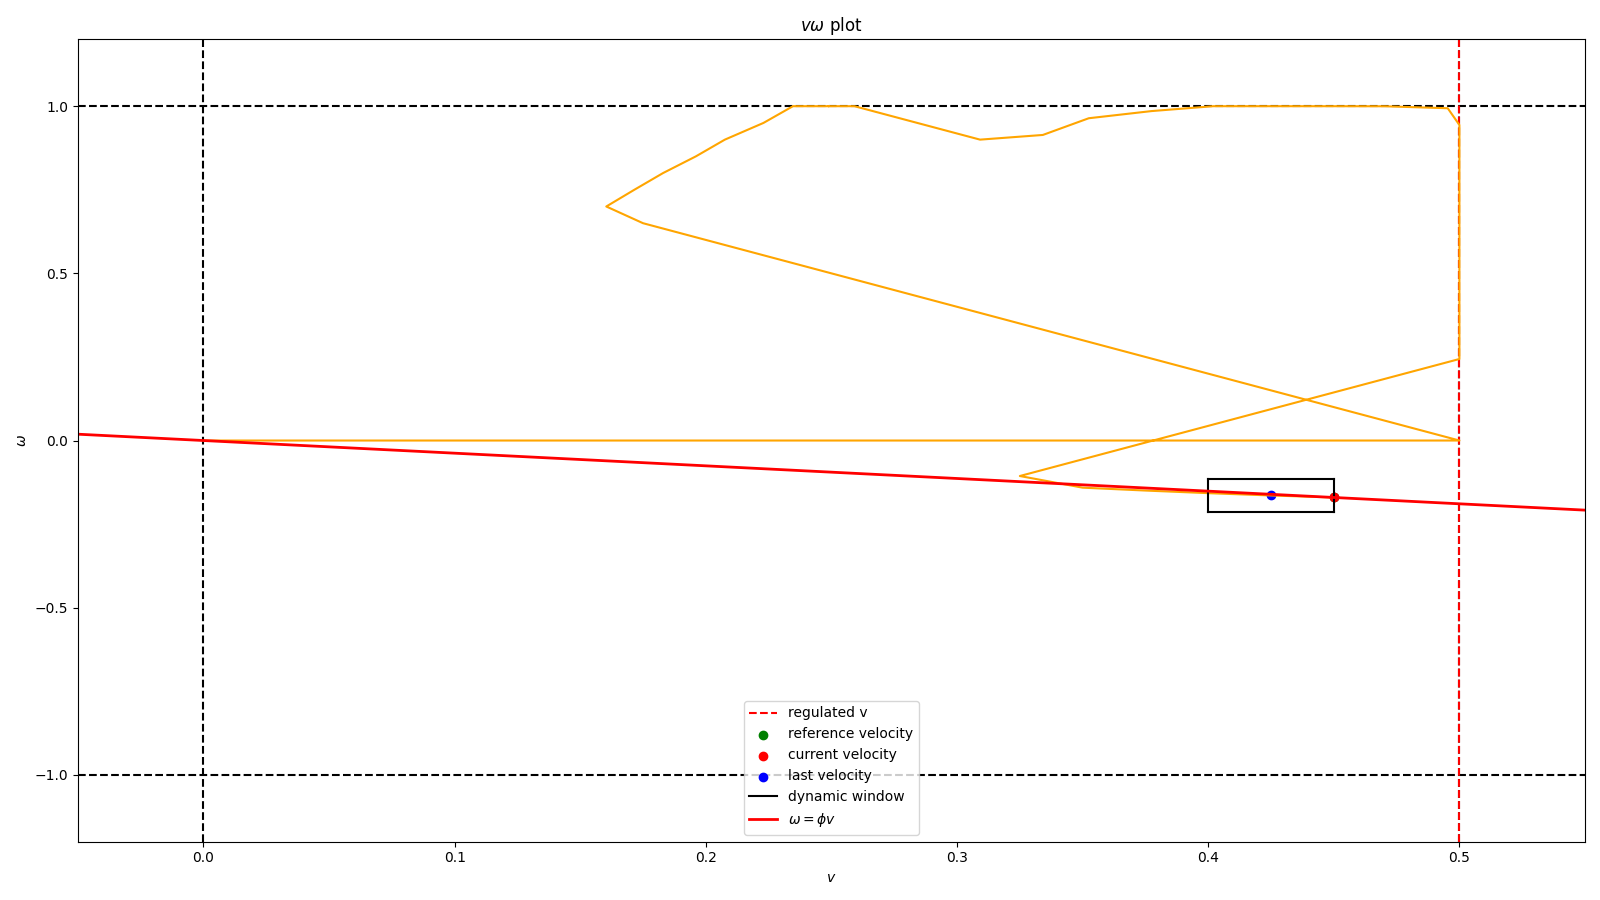 vω plot
1.0
0.5
0.0
−0.5
−1.0
ω
regulated v
reference velocity
current velocity
last velocity
dynamic window
ω = ϕv
0.0 0.1 0.2 0.3 0.4 0.5
v